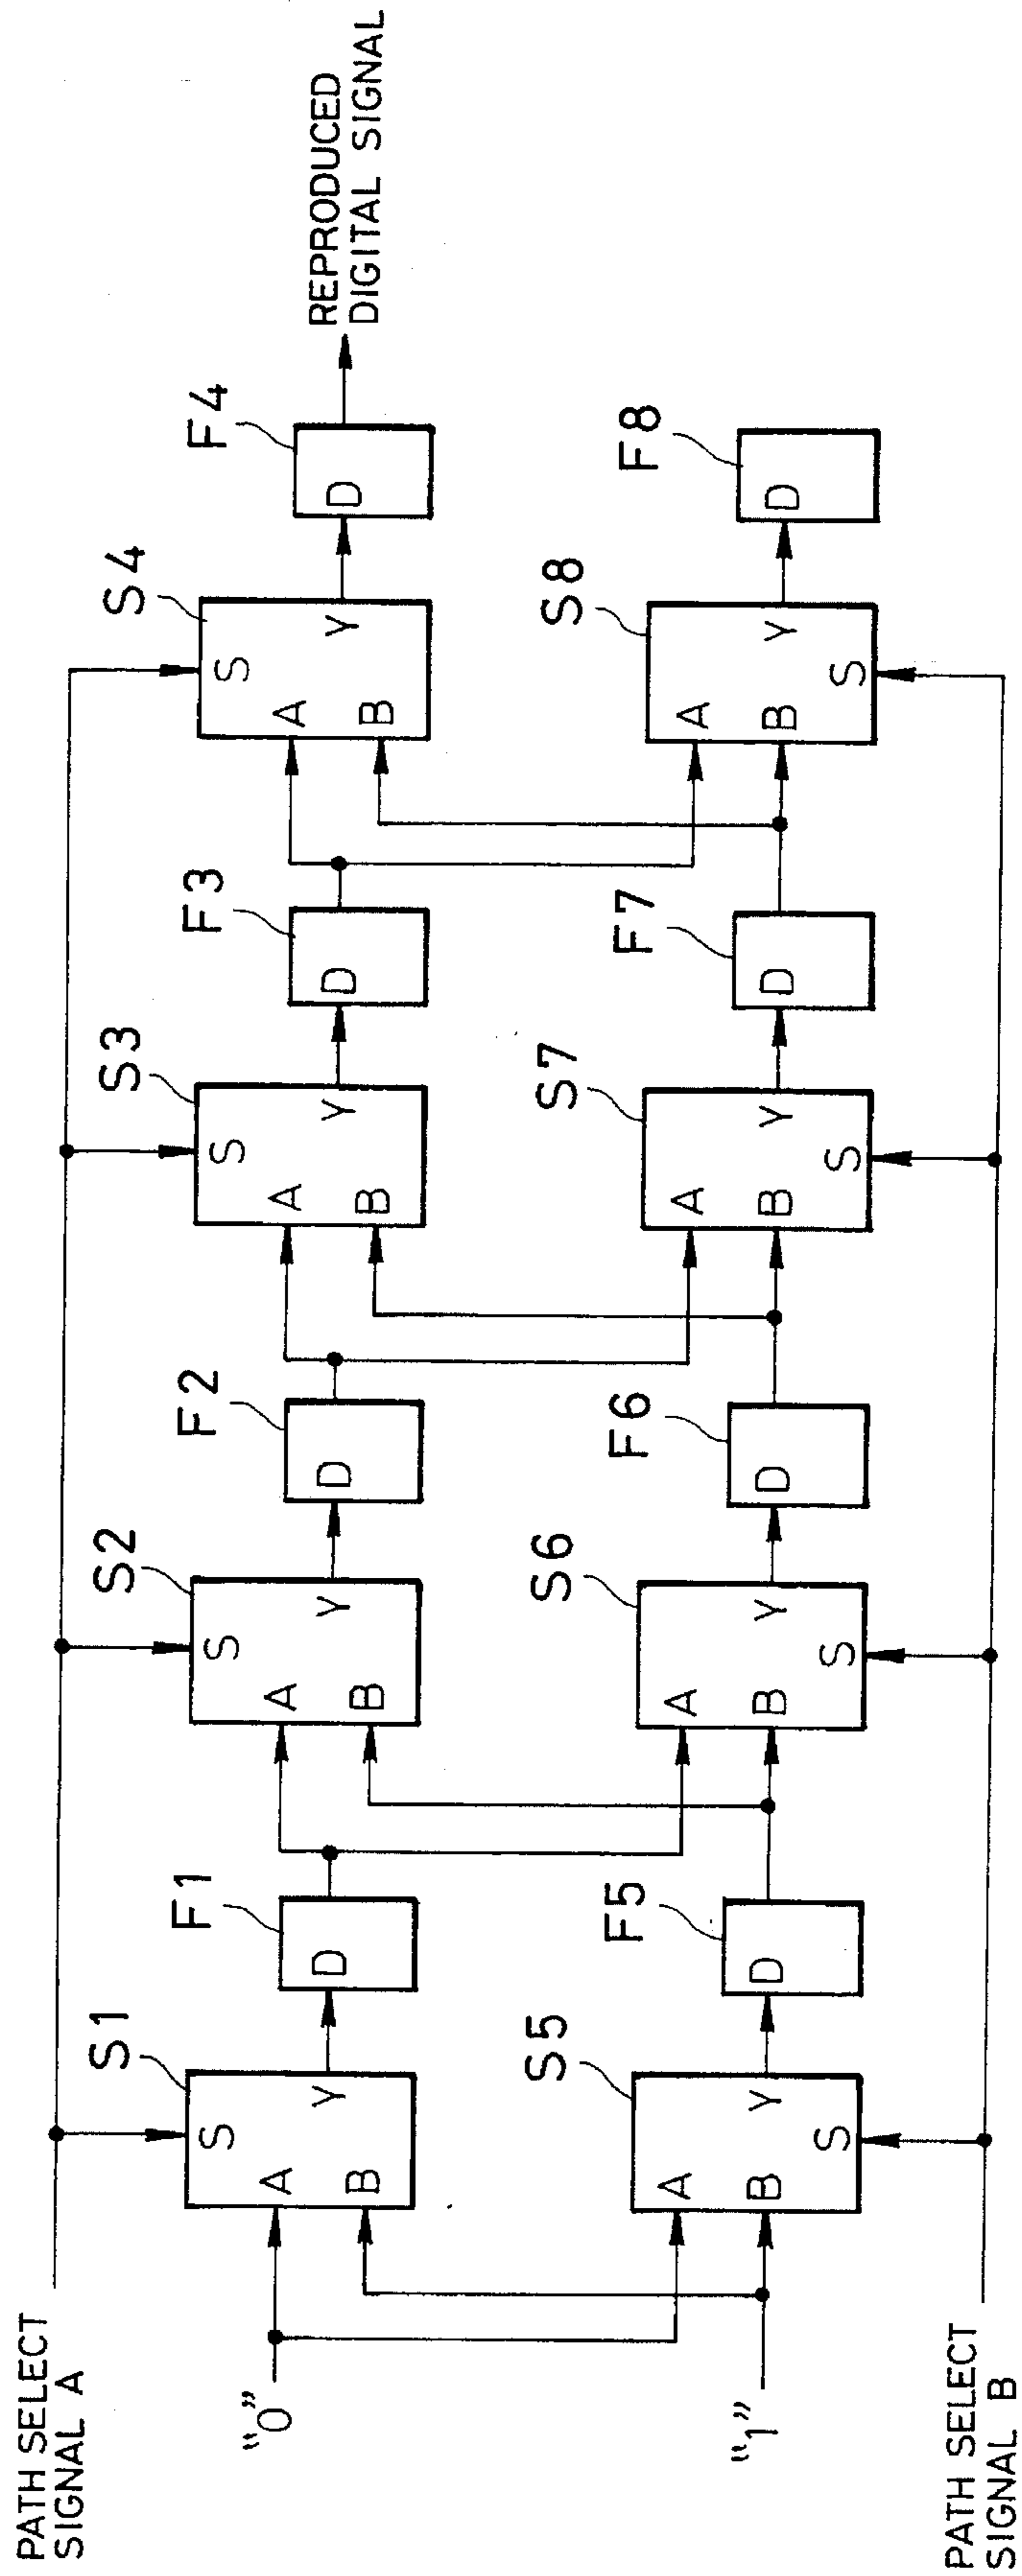 PATH SELECT
SIGNAL A
S1
S2
S3
S4
S
S
S
S
A
B
Y
A
B
Y
A
B
Y
A
B
Y
F1
F2
F3
F4
D
D
D
D
REPRODUCED
DIGITAL SIGNAL
“0”
“1”
S5
S6
S7
S8
A
B
Y
S
A
B
Y
S
A
B
Y
S
A
B
Y
S
F5
F6
F7
F8
D
D
D
D
PATH SELECT
SIGNAL B